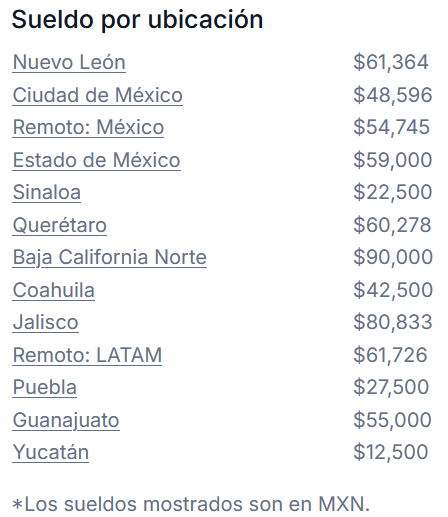 Sueldo por ubicación
Nuevo León $61,364
Ciudad de México $48,596
Remoto: México $54,745
Estado de México $59,000
Sinaloa $22,500
Querétaro $60,278
Baja California Norte $90,000
Coahuila $42,500
Jalisco $80,833
Remoto: LATAM $61,726
Puebla $27,500
Guanajuato $55,000
Yucatán $12,500
*Los sueldos mostrados son en MXN.